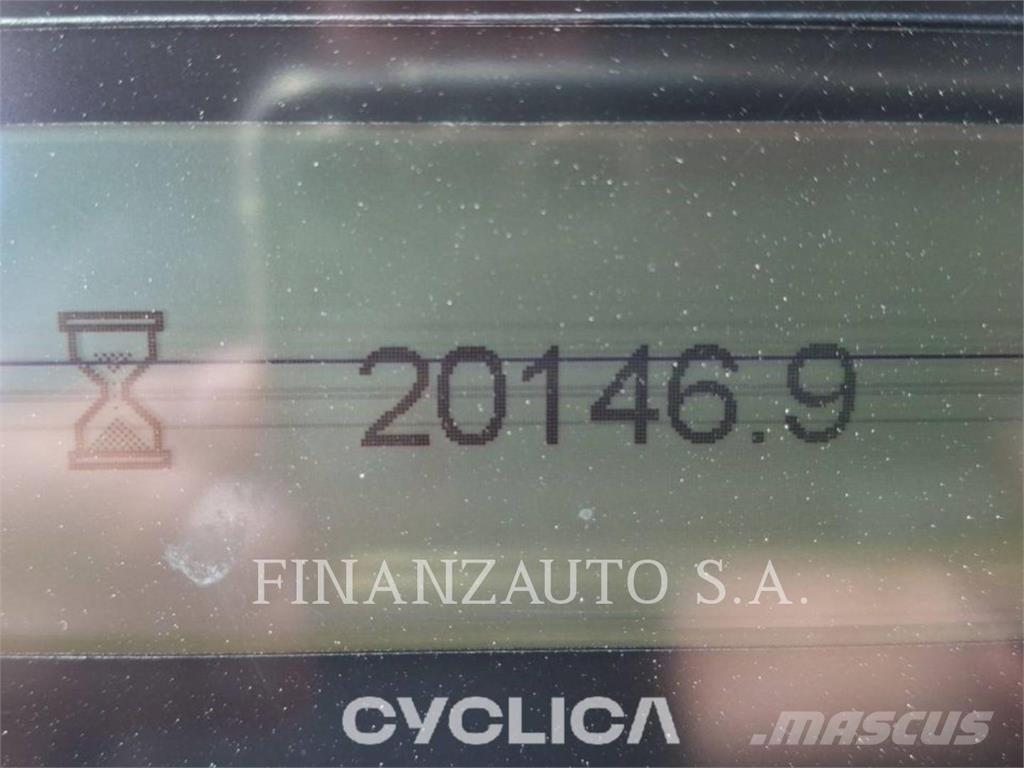 20146.9
FINANZAUTO S.A.
CYCLICA
.MASCUS